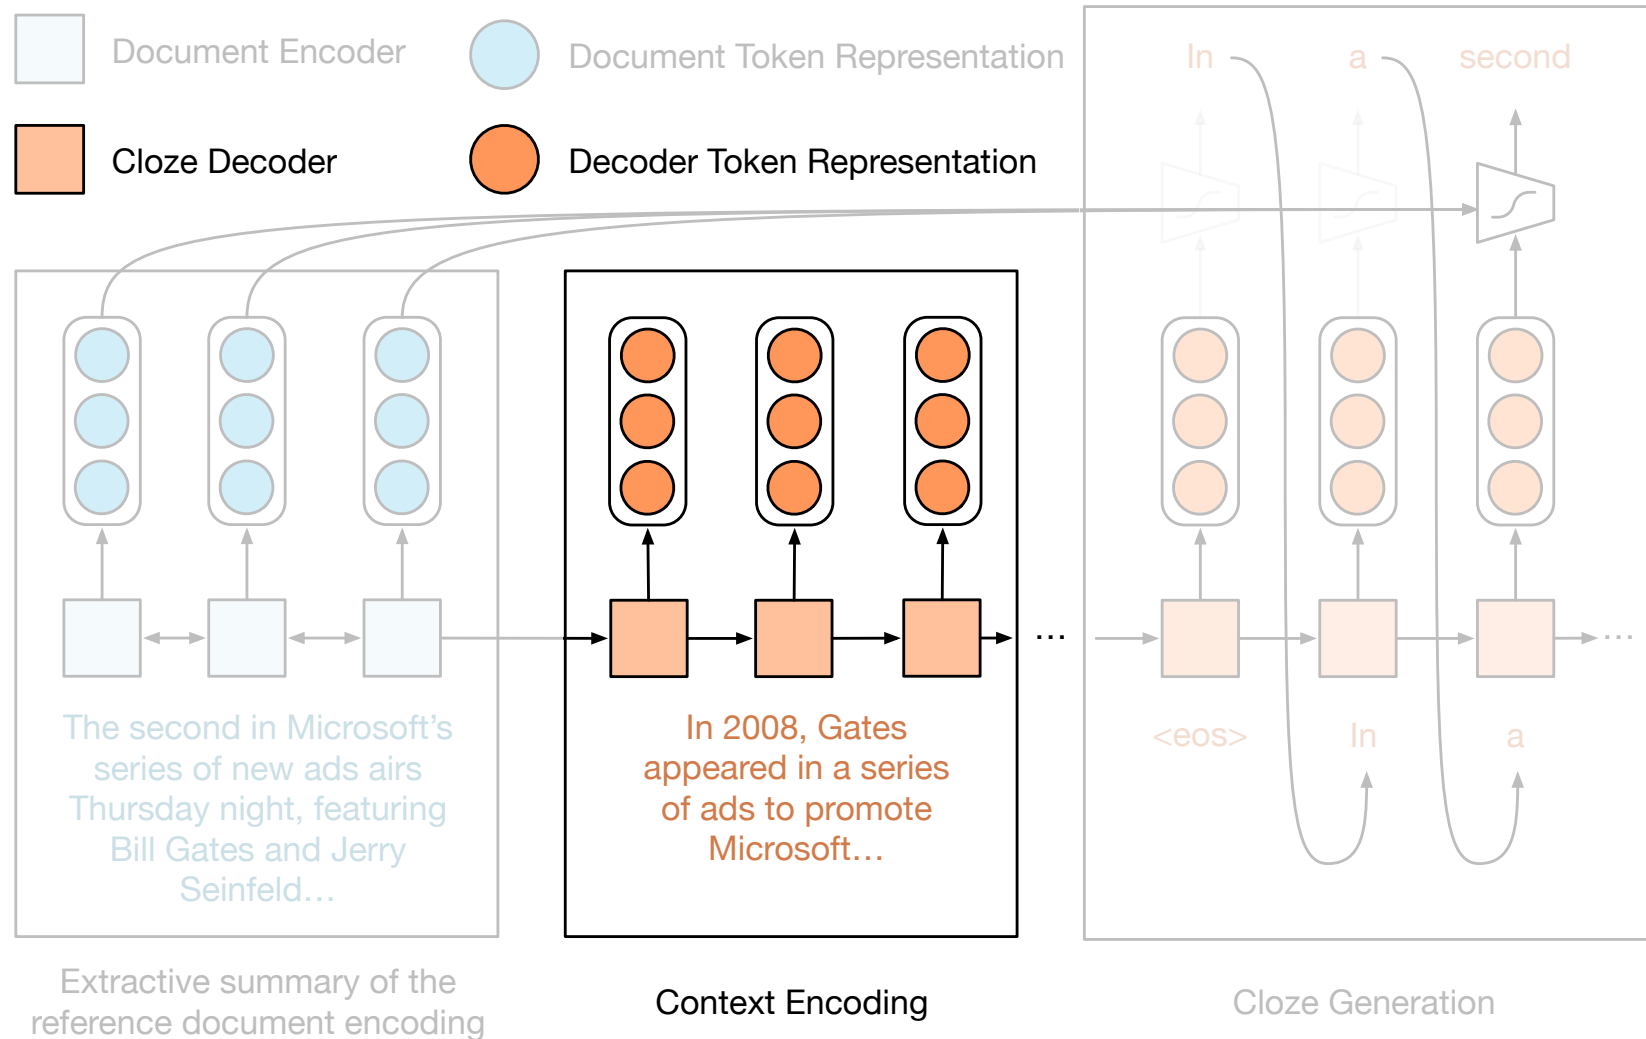 Document Encoder
Document Token Representation
Cloze Decoder
Decoder Token Representation
In
a
second
The second in Microsoft’s
series of new ads airs
Thursday night, featuring
Bill Gates and Jerry
Seinfeld…
In 2008, Gates
appeared in a series
of ads to promote
Microsoft…
...
<eos>
In
a
...
Extractive summary of the
reference document encoding
Context Encoding
Cloze Generation